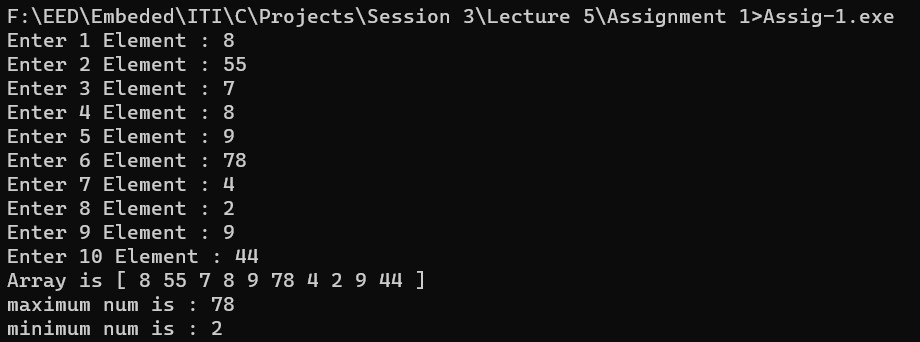 F:\EED\Embeded\ITI\C\Projects\Session 3\Lecture 5\Assignment 1>Assig-1.exe
Enter 1 Element : 8
Enter 2 Element : 55
Enter 3 Element : 7
Enter 4 Element : 8
Enter 5 Element : 9
Enter 6 Element : 78
Enter 7 Element : 4
Enter 8 Element : 2
Enter 9 Element : 9
Enter 10 Element : 44
Array is [ 8 55 7 8 9 78 4 2 9 44 ]
maximum num is : 78
minimum num is : 2